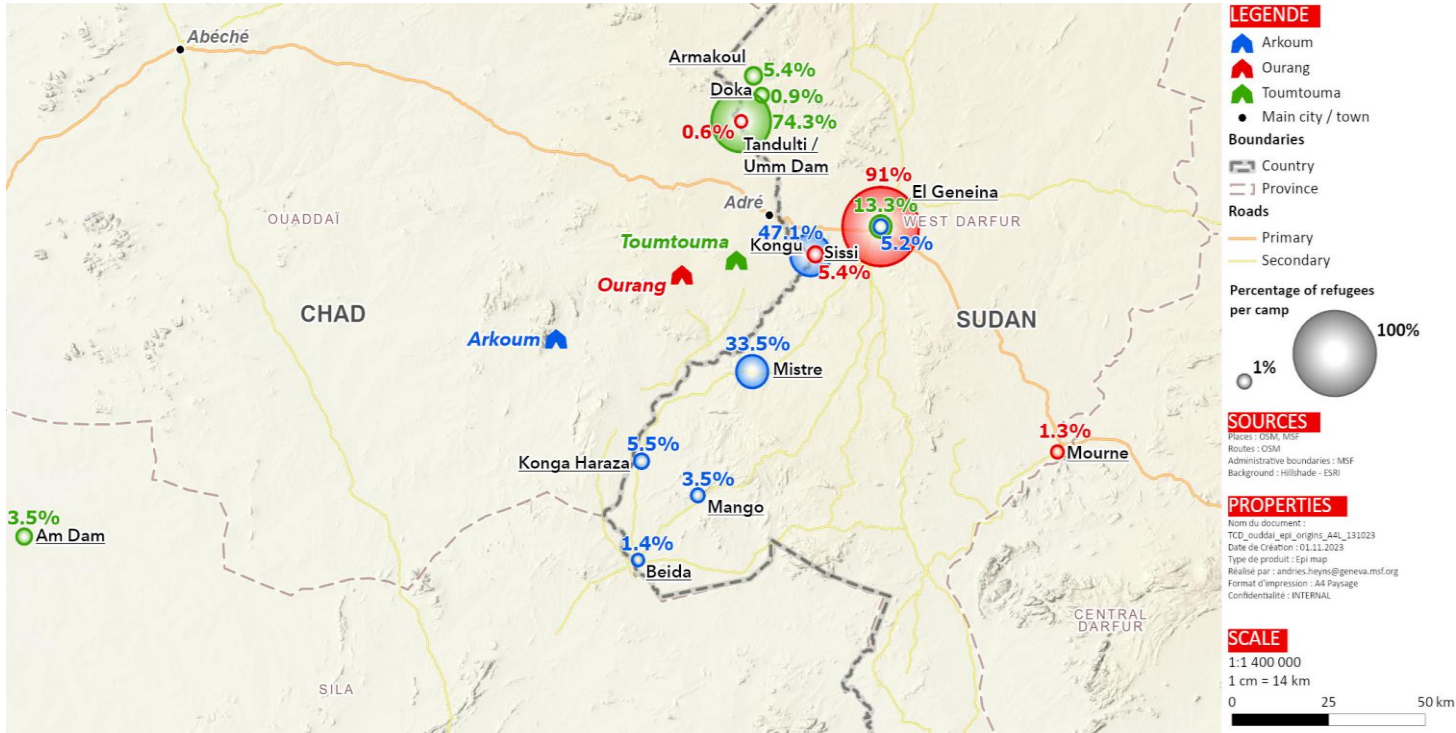 Abéché
Armakoul
5.4%
Doka
0.9%
74.3%
0.6%
Tandulti /
Umm Dam
91%
El Geneina
OUADDAÏ
Adré
13.3%
WEST DARFUR
47.1%
5.2%
Toumtouma
Kongu
Sissi
5.4%
Ourang
CHAD
SUDAN
Arkoum
33.5%
Mistre
5.5%
Konga Haraza
1.3%
Mourne
3.5%
Mango
3.5%
Am Dam
1.4%
Beida
CENTRAL
DARFUR
SILA
LEGENDE
Arkoum
Ourang
Toumtouma
Main city / town
Boundaries
Country
Province
Roads
Primary
Secondary
Percentage of refugees
per camp
100%
1%
SOURCES
Places : OSM, MSF
Routes : OSM
Administrative boundaries : MSF
Background : Hillshade - ESRI
PROPERTIES
Nom du document :
TCD_ouddai_epi_origins_A4L_131023
Date de Création : 01.11.2023
Type de produit : Epi map
Réalisé par : andries.heyns@geneva.msf.org
Format d'impression : A4 Paysage
Confidentialité : INTERNAL
SCALE
1:1 400 000
1 cm = 14 km
0 25 50 km